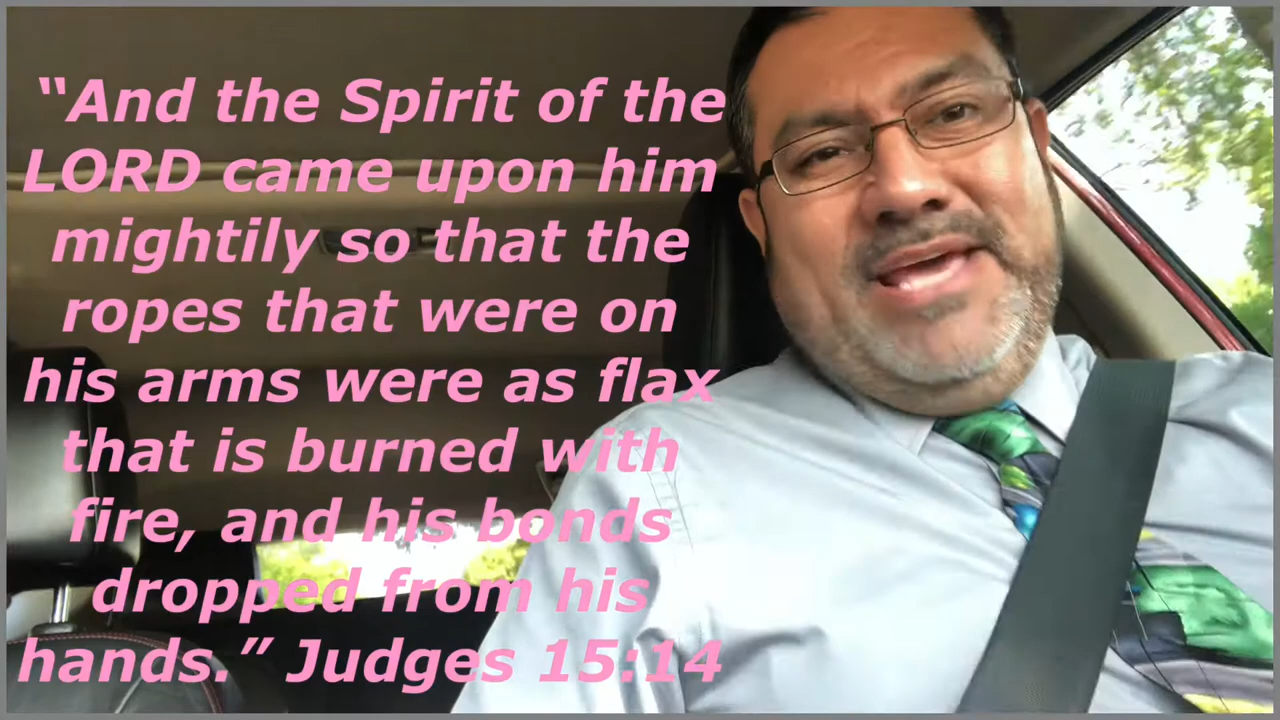 “And the Spirit of the
LORD came upon him
mightily so that the
ropes that were on
his arms were as flax
that is burned with
fire, and his bonds
dropped from his
hands.” Judges 15:14